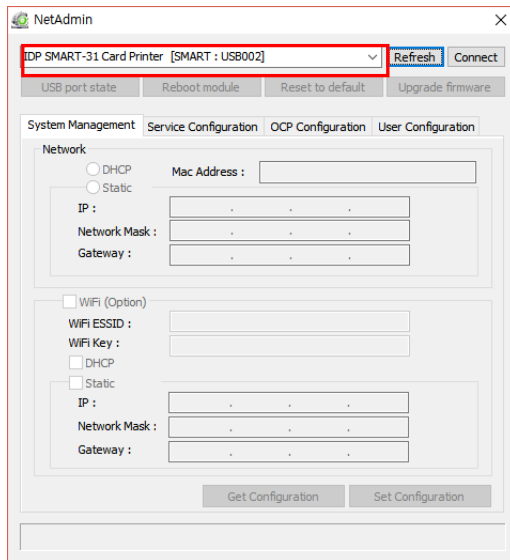 NetAdmin
IDP SMART-31 Card Printer [SMART : USB002] Refresh Connect
USB port state Reboot module Reset to default Upgrade firmware
System Management Service Configuration OCP Configuration User Configuration
Network
DHCP Mac Address :
Static
IP : . . .
Network Mask : . . .
Gateway : . . .
WiFi (Option)
WiFi ESSID :
WiFi Key :
DHCP
Static
IP : . . .
Network Mask : . . .
Gateway : . . .
Get Configuration Set Configuration